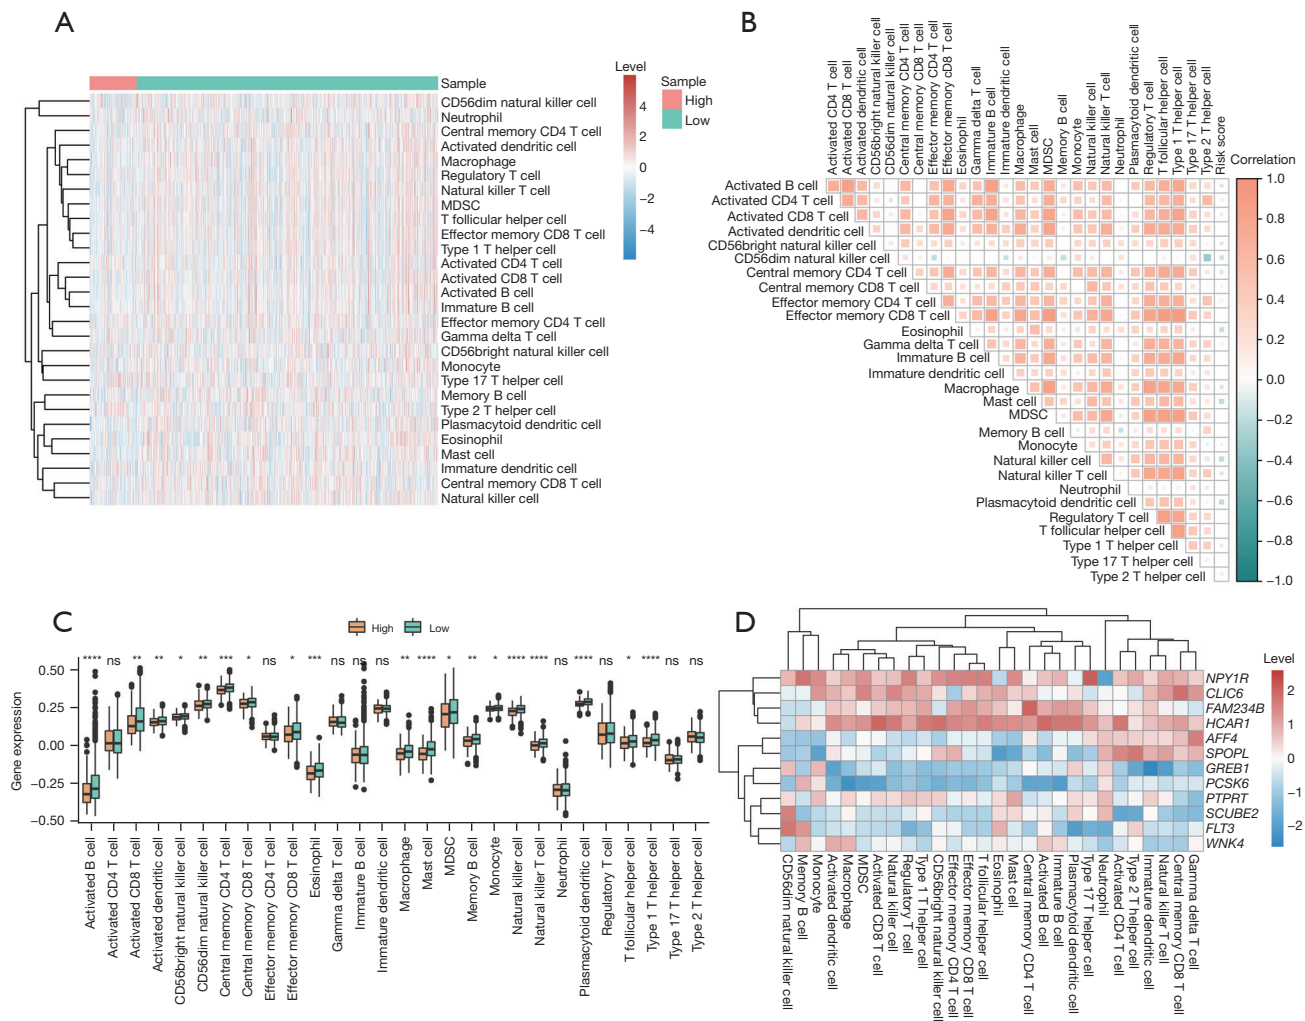 A
Level
4
2
0
−2
−4
Sample
High
Low
Sample
CD56dim natural killer cell
Neutrophil
Central memory CD4 T cell
Activated dendritic cell
Macrophage
Regulatory T cell
Natural killer T cell
MDSC
T follicular helper cell
Effector memory CD8 T cell
Type 1 T helper cell
Activated CD4 T cell
Activated CD8 T cell
Activated B cell
Immature B cell
Effector memory CD4 T cell
Gamma delta T cell
CD56bright natural killer cell
Monocyte
Type 17 T helper cell
Memory B cell
Type 2 T helper cell
Plasmacytoid dendritic cell
Eosinophil
Mast cell
Immature dendritic cell
Central memory CD8 T cell
Natural killer cell
B
Activated CD4 T cell
Activated CD8 T cell
Activated dendritic cell
CD56bright natural killer cell
CD56dim natural killer cell
Central memory CD4 T cell
Central memory CD8 T cell
Effector memory CD4 T cell
Effector memory CD8 T cell
Eosinophil
Gamma delta T cell
Immature B cell
Immature dendritic cell
Macrophage
Mast cell
MDSC
Memory B cell
Monocyte
Natural killer cell
Natural killer T cell
Neutrophil
Plasmacytoid dendritic cell
Regulatory T cell
T follicular helper cell
Type 1 T helper cell
Type 17 T helper cell
Type 2 T helper cell
Risk score
Activated B cell
Activated CD4 T cell
Activated CD8 T cell
Activated dendritic cell
CD56bright natural killer cell
CD56dim natural killer cell
Central memory CD4 T cell
Central memory CD8 T cell
Effector memory CD4 T cell
Effector memory CD8 T cell
Eosinophil
Gamma delta T cell
Immature B cell
Immature dendritic cell
Macrophage
Mast cell
MDSC
Memory B cell
Monocyte
Natural killer cell
Natural killer T cell
Neutrophil
Plasmacytoid dendritic cell
Regulatory T cell
T follicular helper cell
Type 1 T helper cell
Type 17 T helper cell
Type 2 T helper cell
Correlation
1.0
0.8
0.6
0.4
0.2
0.0
−0.2
−0.4
−0.6
−0.8
−1.0
C
High
Low
**** ns ** ** * ** *** * ns * *** ns ns ns ** **** * ** * **** **** ns **** ns * **** ns ns
Gene expression
0.50
0.25
0.00
−0.25
−0.50
Activated B cell
Activated CD4 T cell
Activated CD8 T cell
Activated dendritic cell
CD56bright natural killer cell
CD56dim natural killer cell
Central memory CD4 T cell
Central memory CD8 T cell
Effector memory CD4 T cell
Effector memory CD8 T cell
Eosinophil
Gamma delta T cell
Immature B cell
Immature dendritic cell
Macrophage
Mast cell
MDSC
Memory B cell
Monocyte
Natural killer cell
Natural killer T cell
Neutrophil
Plasmacytoid dendritic cell
Regulatory T cell
T follicular helper cell
Type 1 T helper cell
Type 17 T helper cell
Type 2 T helper cell
D
Level
2
1
0
−1
−2
NPY1R
CLIC6
FAM234B
HCAR1
AFF4
SPOPL
GREB1
PCSK6
PTPRT
SCUBE2
FLT3
WNK4
CD56dim natural killer cell
Memory B cell
Monocyte
Activated dendritic cell
Macrophage
MDSC
Activated CD8 T cell
Natural killer cell
Regulatory T cell
Type 1 T helper cell
CD56bright natural killer cell
Effector memory CD4 T cell
Effector memory CD8 T cell
T follicular helper cell
Eosinophil
Mast cell
Central memory CD4 T cell
Activated B cell
Immature B cell
Plasmacytoid dendritic cell
Type 17 T helper cell
Neutrophil
Activated CD4 T cell
Type 2 T helper cell
Immature dendritic cell
Natural killer T cell
Central memory CD8 T cell
Gamma delta T cell